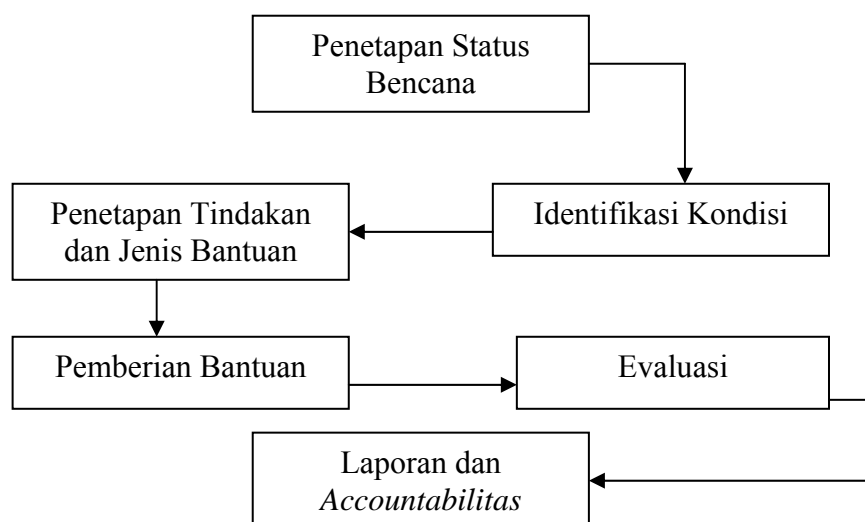 Penetapan Status
Bencana
Identifikasi Kondisi
Penetapan Tindakan
dan Jenis Bantuan
Pemberian Bantuan
Evaluasi
Laporan dan
Accountabilitas